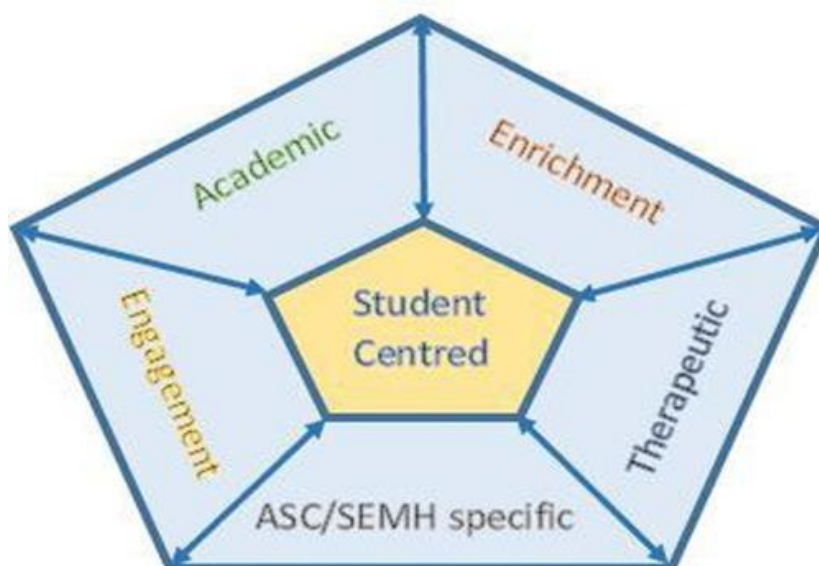 Academic
Enrichment
Student
Centred
Engagement
Therapeutic
ASC/SEMH specific